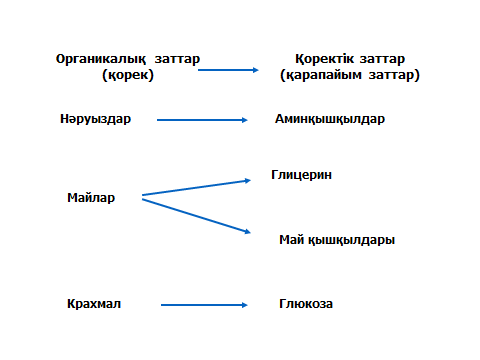 Органикалық заттар
(қорек)
Қоректік заттар
(қарапайым заттар)
Нәруыздар
Аминқышқылдар
Майлар
Глицерин
Май қышқылдары
Крахмал
Глюкоза